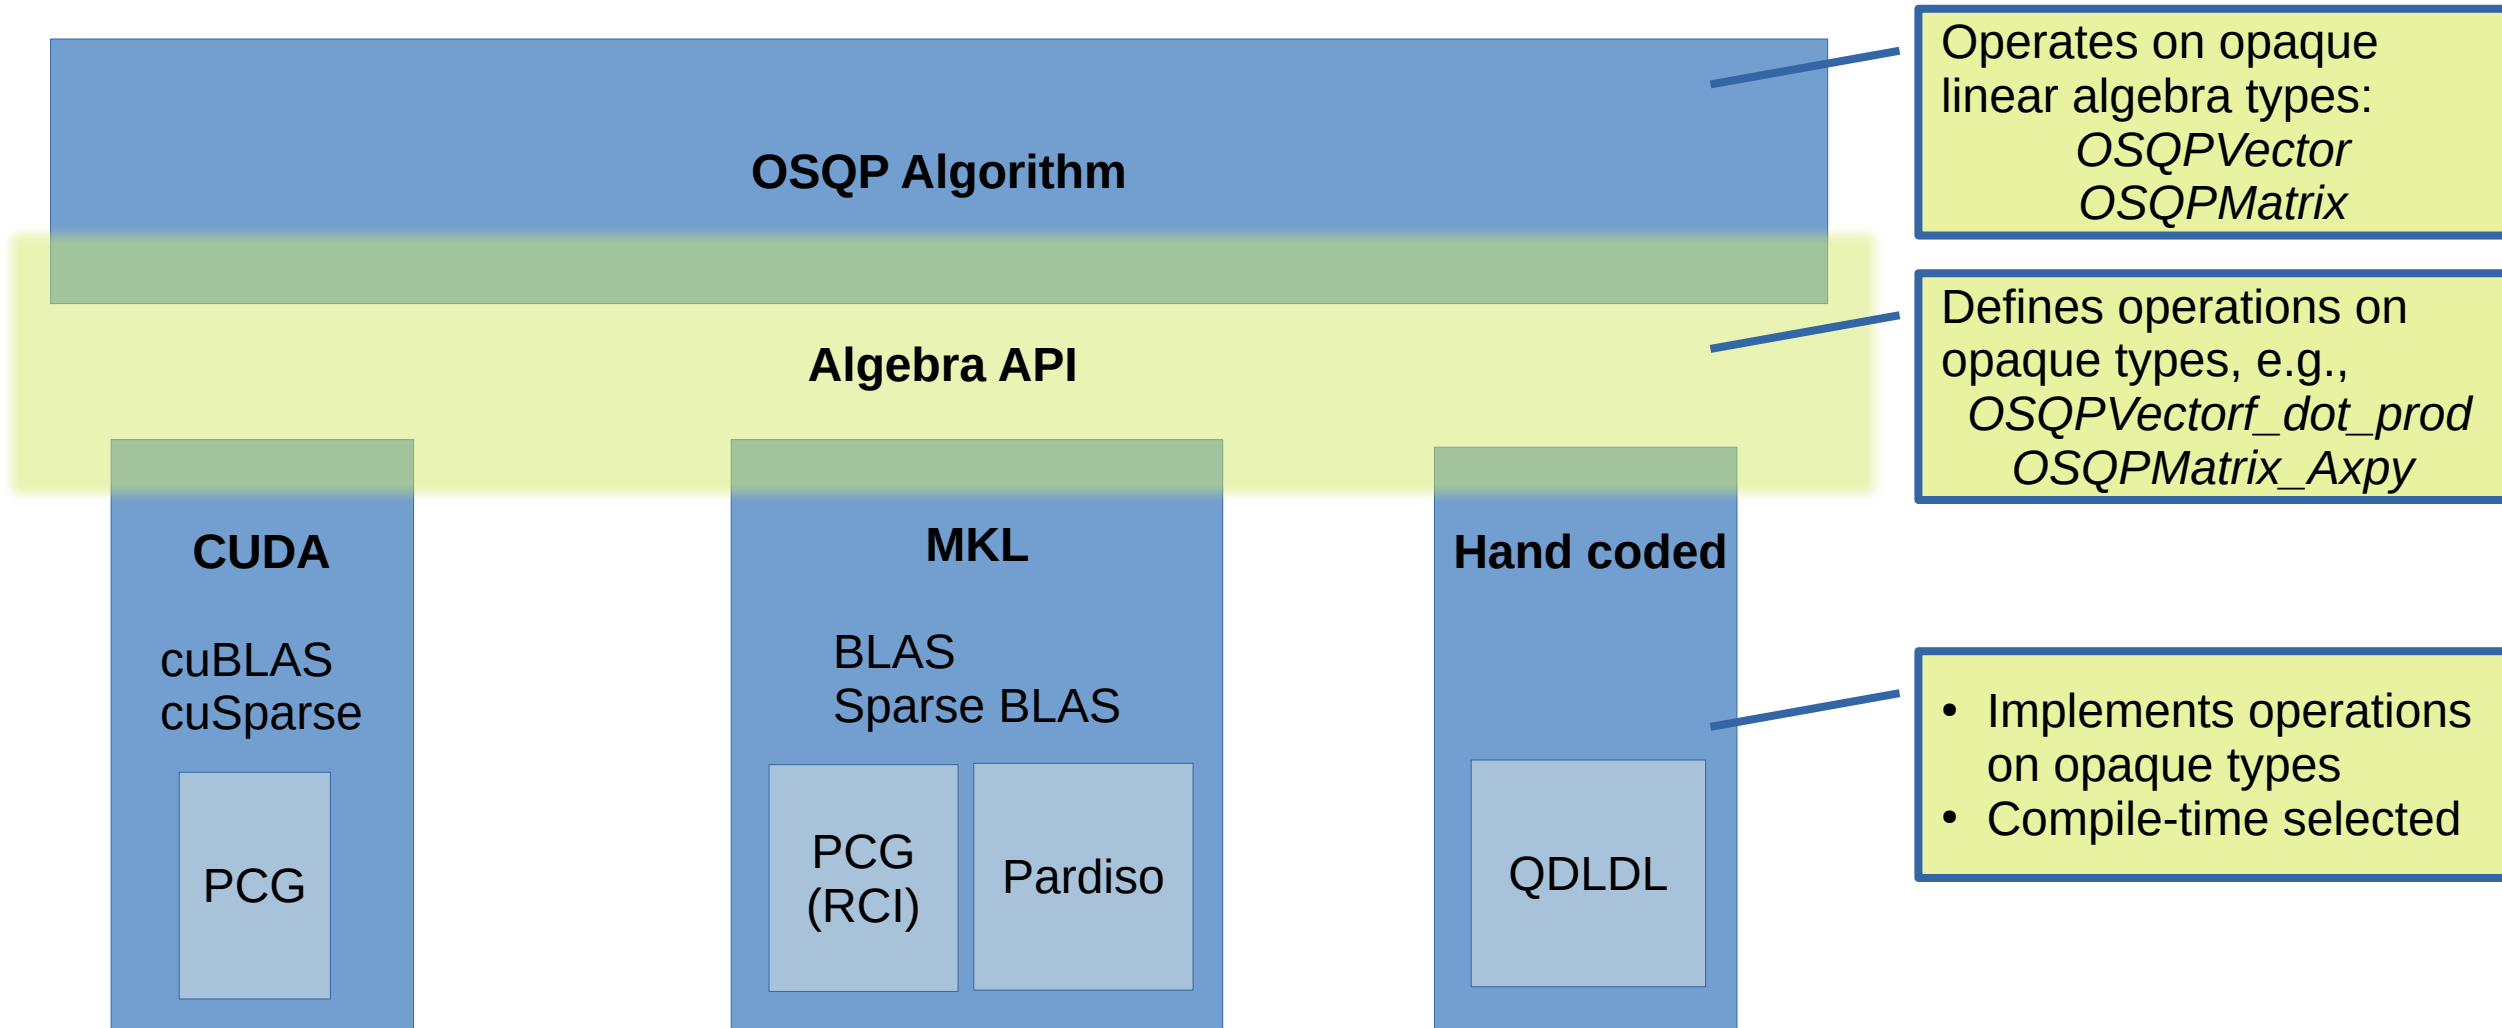 OSQP Algorithm
Algebra API
CUDA
cuBLAS
cuSparse
PCG
MKL
BLAS
Sparse BLAS
PCG
(RCI)
Pardiso
Hand coded
QDLDL
Operates on opaque
linear algebra types:
OSQPVector
OSQPMatrix
Defines operations on
opaque types, e.g.,
OSQPVectorf_dot_prod
OSQPMatrix_Axpy
• Implements operations
on opaque types
• Compile-time selected